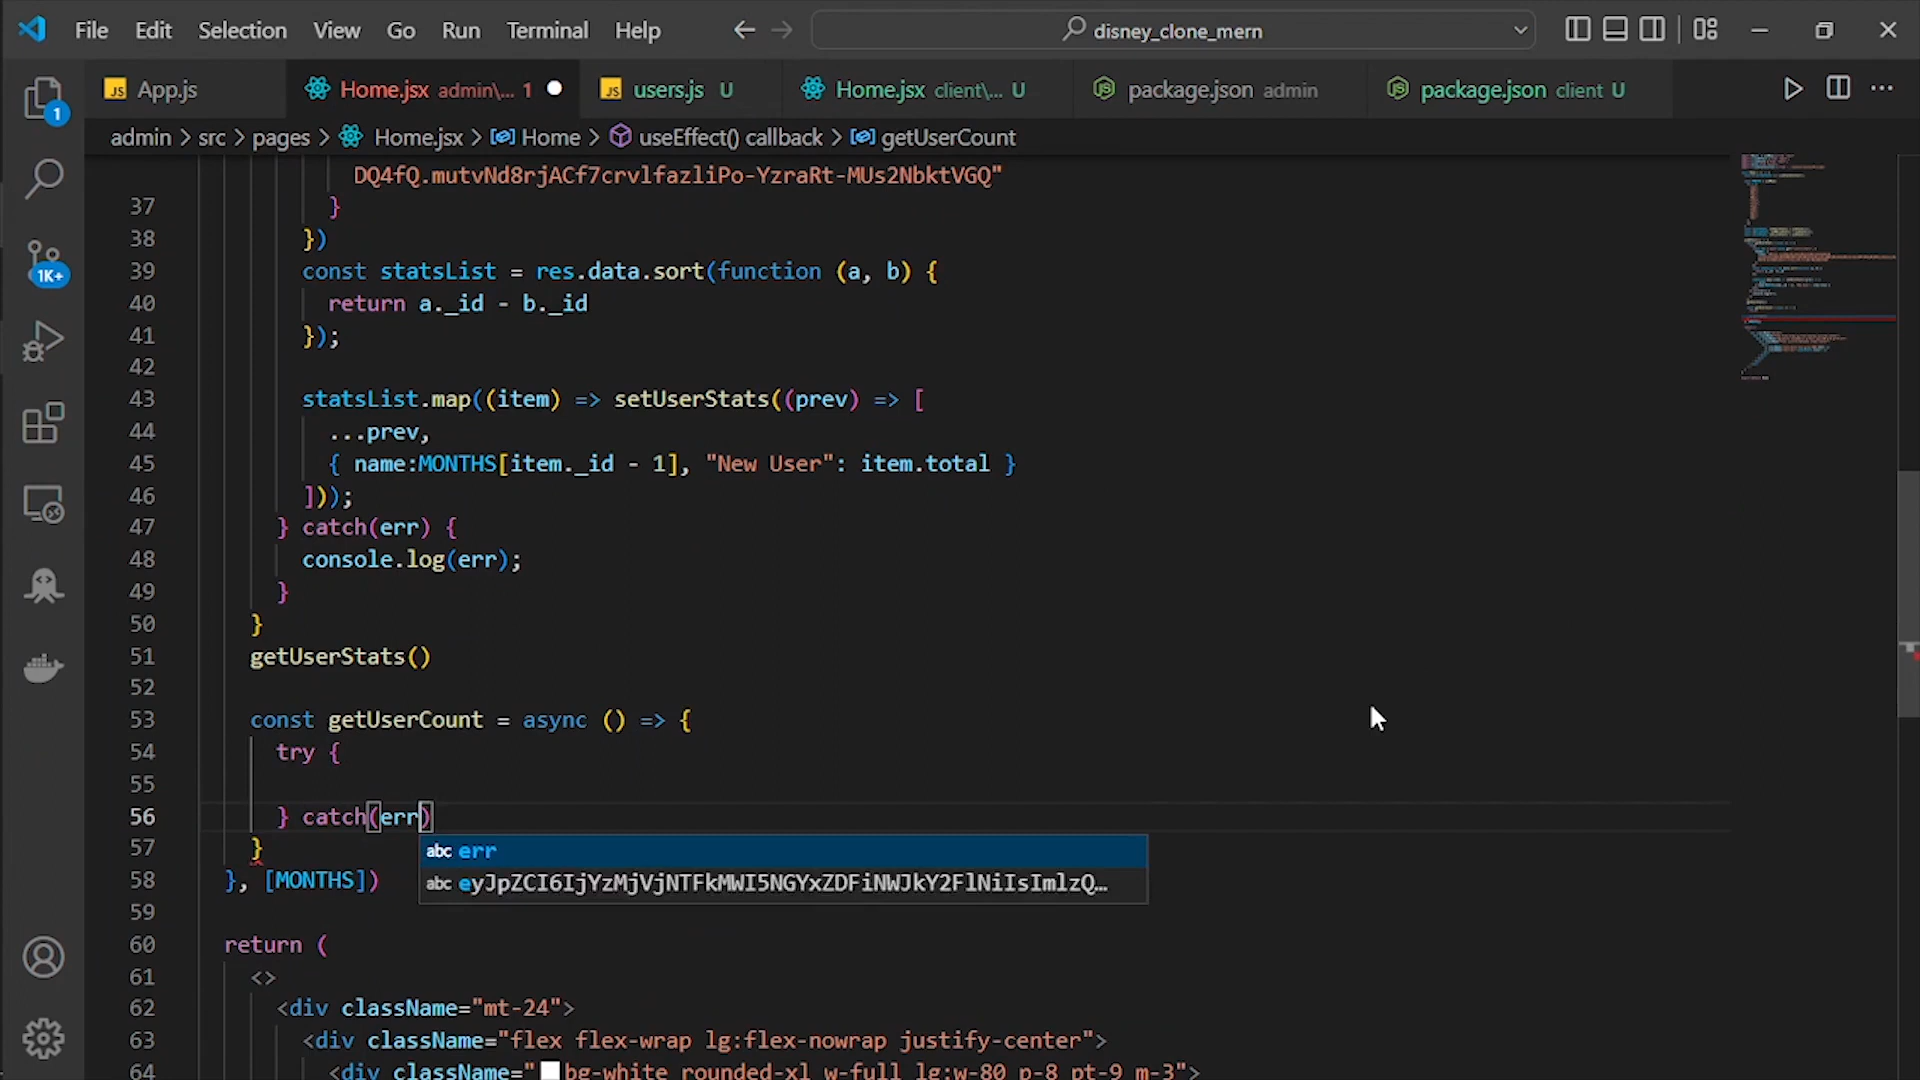 File Edit Selection View Go Run Terminal Help disney_clone_mern
JS App.js Home.jsx admin\... 1 JS users.js U Home.jsx client\... U package.json admin package.json client U
admin > src > pages > Home.jsx > Home > useEffect() callback > getUserCount
1
1K+
DQ4fQ.mutvNd8rjACf7crvlfazliPo-YzraRt-MUs2NbktVGQ"
37 }
38 })
39 const statsList = res.data.sort(function (a, b) {
40 return a._id - b._id
41 });
42
43 statsList.map((item) => setUserStats((prev) => [
44 ...prev,
45 { name:MONTHS[item._id - 1], "New User": item.total }
46 ]));
47 } catch(err) {
48 console.log(err);
49 }
50 }
51 getUserStats()
52
53 const getUserCount = async () => {
54 try {
55
56 } catch(err)
57 }
abc err
58 }, [MONTHS])
abc eyJpZCI6IjYzMjVjNTFkMWI5NGYxZDFiNWJkY2FlNiIsImlzQ…
59
60 return (
61 <>
62 <div className="mt-24">
63 <div className="flex flex-wrap lg:flex-nowrap justify-center">
64 <div className="bg-white rounded-xl w-full lg:w-80 p-8 pt-9 m-3">